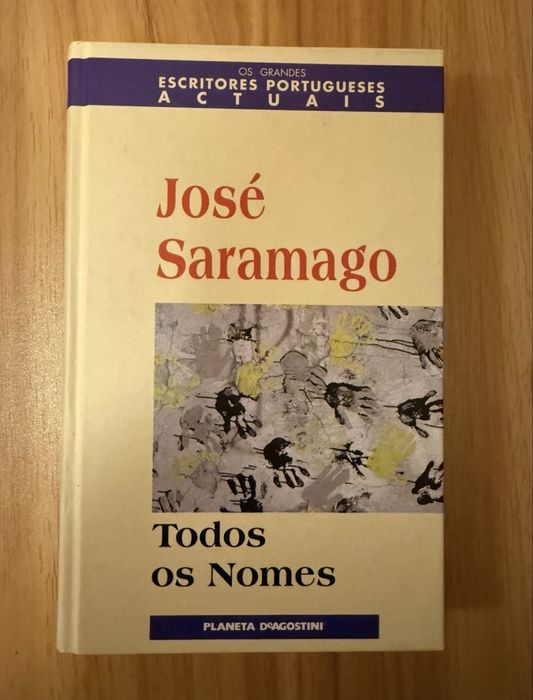 OS GRANDES
ESCRITORES PORTUGUESES
ACTUAIS
José
Saramago
Todos
os Nomes
PLANETA DeAGOSTINI